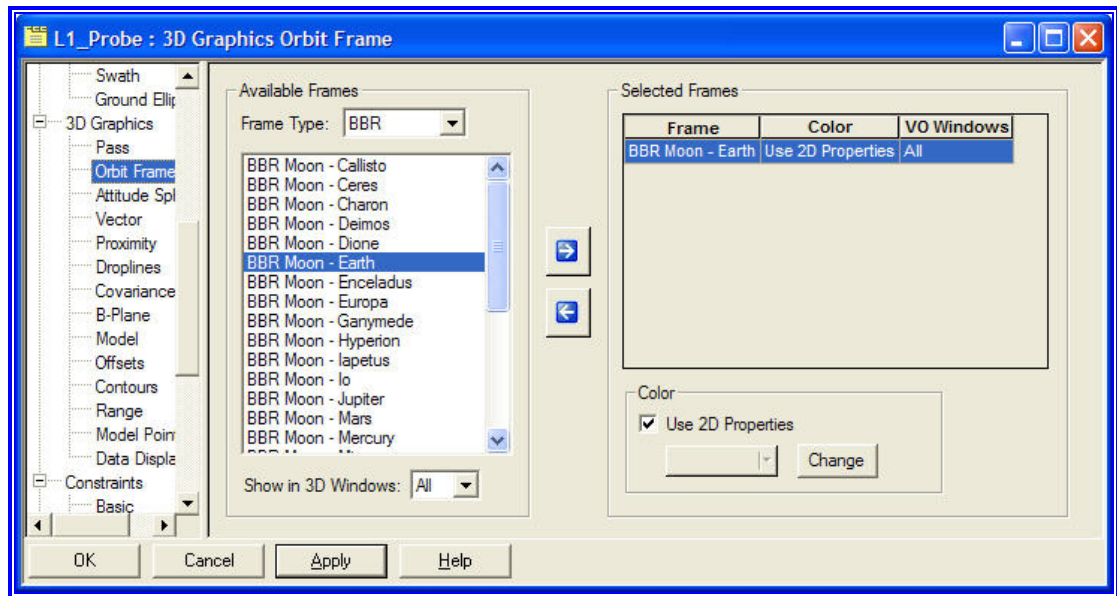 L1_Probe : 3D Graphics Orbit Frame
Swath
Ground Ellip
3D Graphics
Pass
Orbit Frame
Attitude Sph
Vector
Proximity
Droplines
Covariance
B-Plane
Model
Offsets
Contours
Range
Model Poin
Data Displa
Constraints
Basic
Available Frames
Frame Type: BBR
BBR Moon - Callisto
BBR Moon - Ceres
BBR Moon - Charon
BBR Moon - Deimos
BBR Moon - Dione
BBR Moon - Earth
BBR Moon - Enceladus
BBR Moon - Europa
BBR Moon - Ganymede
BBR Moon - Hyperion
BBR Moon - Iapetus
BBR Moon - Io
BBR Moon - Jupiter
BBR Moon - Mars
BBR Moon - Mercury
Show in 3D Windows: All
Selected Frames
Frame Color VO Windows
BBR Moon - Earth Use 2D Properties All
Color
Use 2D Properties
Change
OK Cancel Apply Help